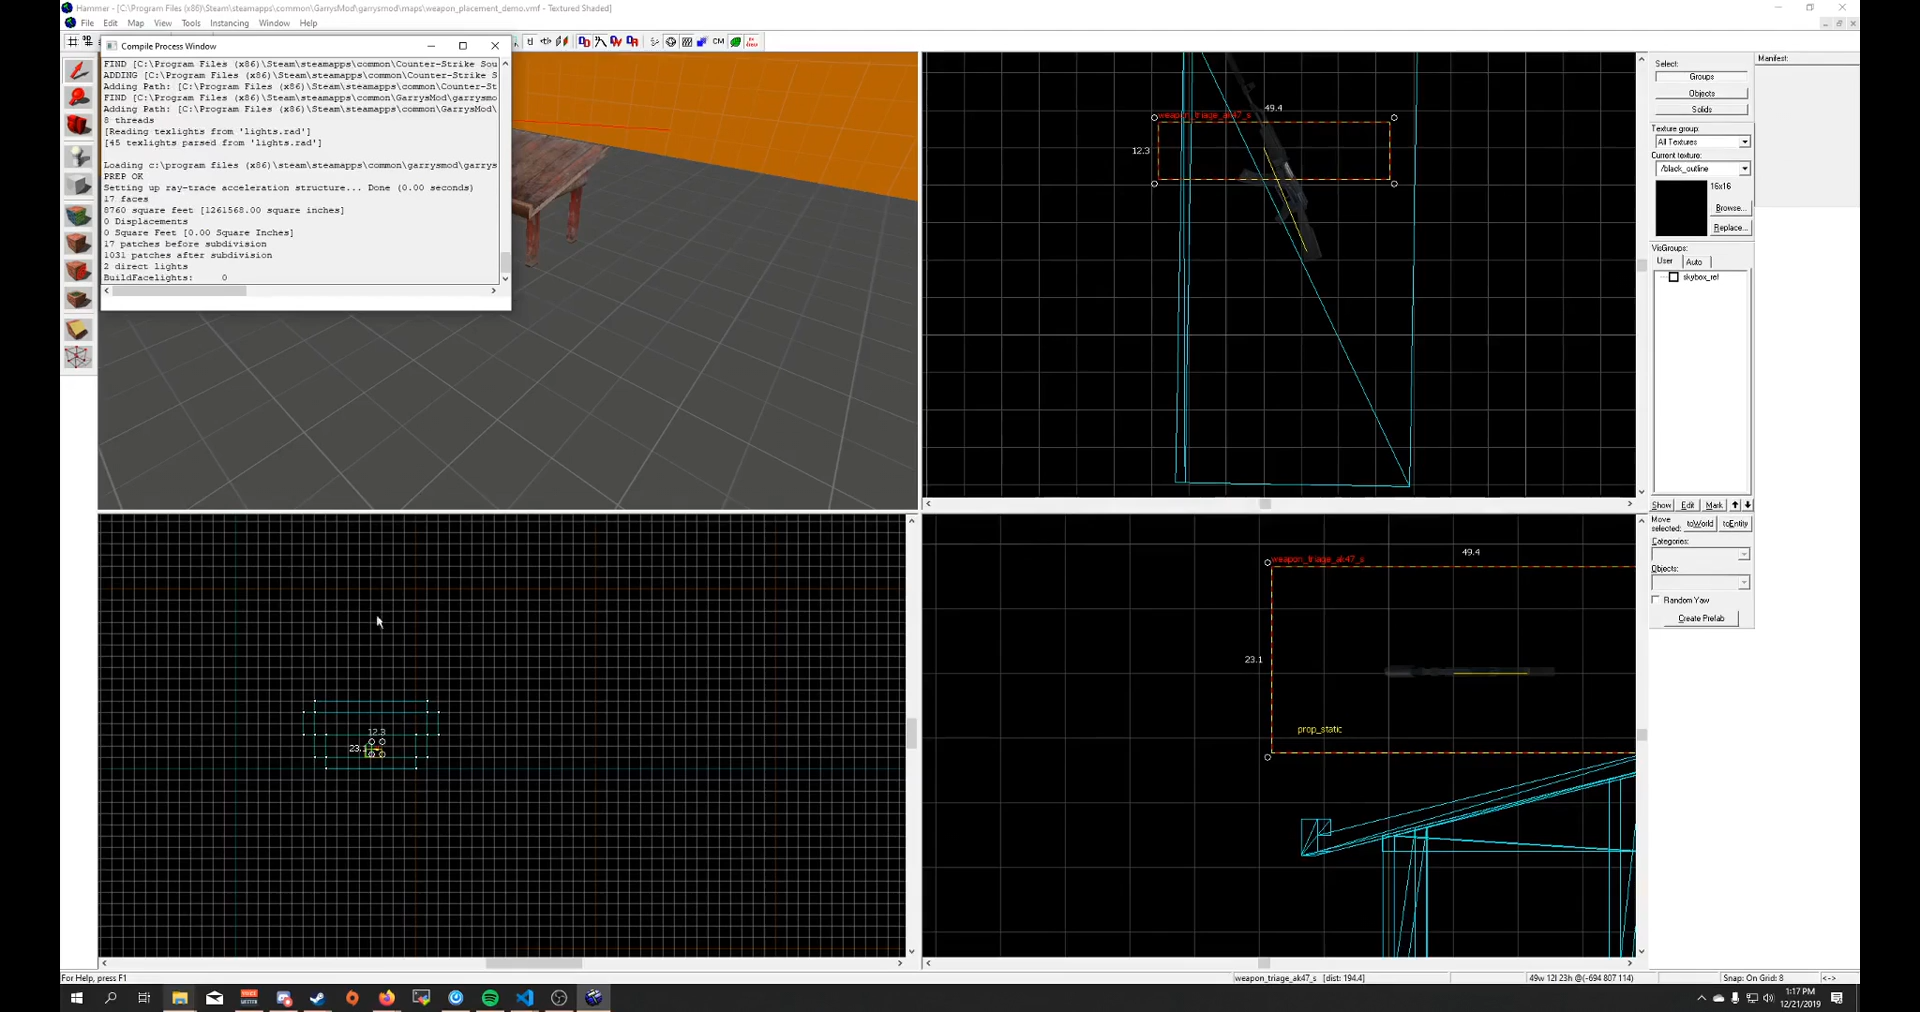 Hammer - [C:\Program Files (x86)\Steam\steamapps\common\GarrysMod\garrysmod\maps\weapon_placement_demo.vmf - Textured Shaded]
File Edit Map View Tools Instancing Window Help
Compile Process Window
FIND [C:\Program Files (x86)\Steam\steamapps\common\Counter-Strike Sou
ADDING [C:\Program Files (x86)\Steam\steamapps\common\Counter-Strike S
Adding Path: [C:\Program Files (x86)\Steam\steamapps\common\Counter-St
FIND [C:\Program Files (x86)\Steam\steamapps\common\GarrysMod\garrysmo
Adding Path: [C:\Program Files (x86)\Steam\steamapps\common\GarrysMod\
8 threads
[Reading texlights from 'lights.rad']
[45 texlights parsed from 'lights.rad']
Loading c:\program files (x86)\steam\steamapps\common\garrysmod\garrys
PREP OK
Setting up ray-trace acceleration structure... Done (0.00 seconds)
17 faces
8760 square feet [1261568.00 square inches]
0 Displacements
0 Square Feet [0.00 Square Inches]
17 patches before subdivision
1031 patches after subdivision
2 direct lights
BuildFacelights: 0
49.4
weapon_triage_ak47_s
12.3
Select:
Groups
Objects
Solids
Texture group:
All Textures
Current texture:
/black_outline
16x16
Browse...
Replace...
VisGroups:
User Auto
skybox_ref
Show Edit Mark
Move selected:
toWorld toEntity
Categories:
Objects:
Random Yaw
Create Prefab
Manifest:
12.3
23.1
49.4
weapon_triage_ak47_s
23.1
prop_static
For Help, press F1
weapon_triage_ak47_s [dist: 194.4]
49w 12l 23h @(-694 807 114)
Snap: On Grid: 8
<->
1:17 PM
12/21/2019